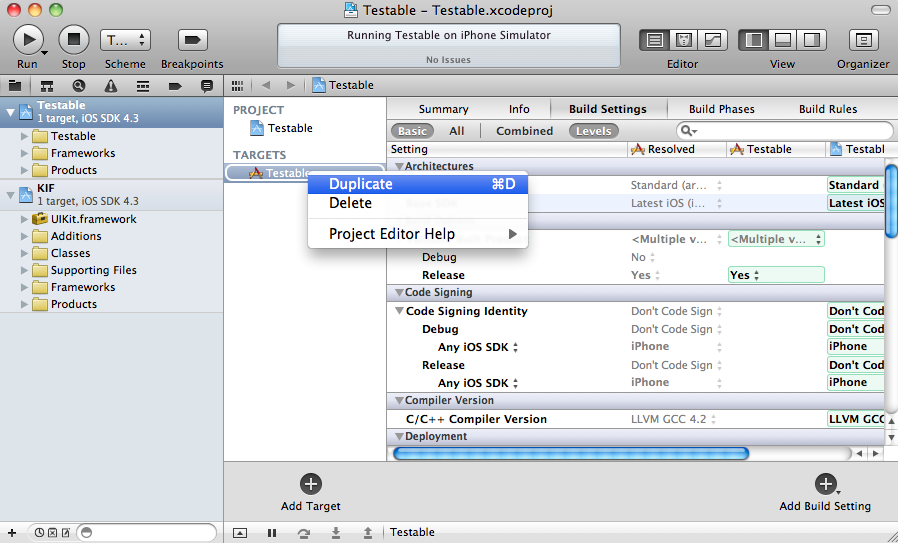 Testable – Testable.xcodeproj
Run
Stop
T...
Scheme
Breakpoints
Running Testable on iPhone Simulator
No Issues
Editor
View
Organizer
Testable
Testable
1 target, iOS SDK 4.3
Testable
Frameworks
Products
KIF
1 target, iOS SDK 4.3
UIKit.framework
Additions
Classes
Supporting Files
Frameworks
Products
PROJECT
Testable
TARGETS
Testable
Duplicate ⌘D
Delete
Project Editor Help
Summary Info Build Settings Build Phases Build Rules
Basic All Combined Levels
Setting Resolved Testable Testabl
Architectures
Standard (ar... Standard
Latest iOS (i... Latest iOS
<Multiple v... <Multiple v...
Debug No
Release Yes Yes
Code Signing
Code Signing Identity Don't Code Sign Don't Cod
Debug Don't Code Sign Don't Cod
Any iOS SDK iPhone iPhone
Release Don't Code Sign Don't Cod
Any iOS SDK iPhone iPhone
Compiler Version
C/C++ Compiler Version LLVM GCC 4.2 LLVM GCC
Deployment
Add Target
Add Build Setting
Testable